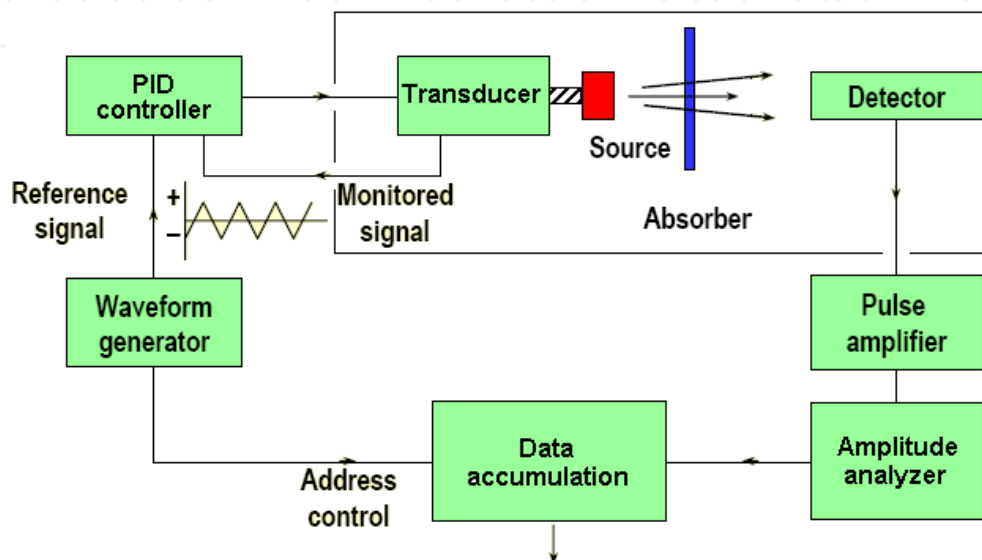 PID
controller
Transducer
Detector
Source
Reference
signal
+
–
Monitored
signal
Absorber
Waveform
generator
Pulse
amplifier
Data
accumulation
Amplitude
analyzer
Address
control